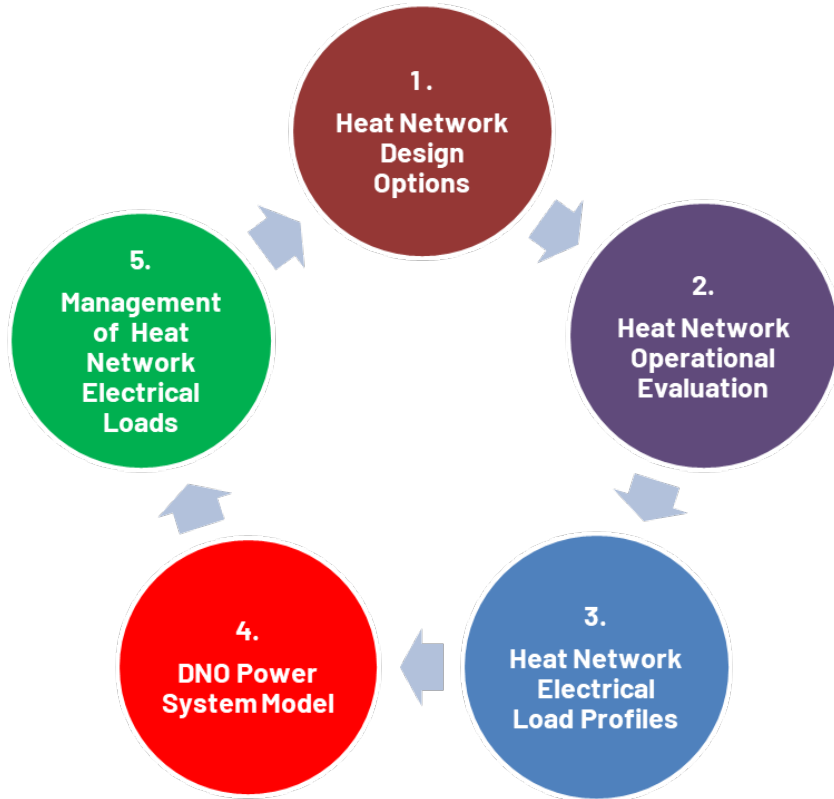 1.
Heat Network
Design
Options
2.
Heat Network
Operational
Evaluation
3.
Heat Network
Electrical
Load Profiles
4.
DNO Power
System Model
5.
Management
of Heat
Network
Electrical
Loads